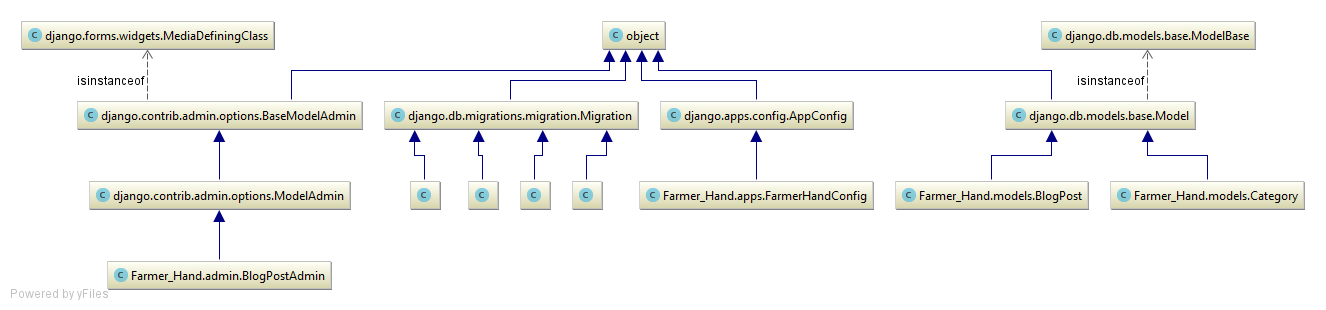 C django.forms.widgets.MediaDefiningClass
C object
C django.db.models.base.ModelBase
isinstanceof
isinstanceof
C django.contrib.admin.options.BaseModelAdmin
C django.db.migrations.migration.Migration
C django.apps.config.AppConfig
C django.db.models.base.Model
C django.contrib.admin.options.ModelAdmin
C
C
C
C
C Farmer_Hand.apps.FarmerHandConfig
C Farmer_Hand.models.BlogPost
C Farmer_Hand.models.Category
C Farmer_Hand.admin.BlogPostAdmin
Powered by yFiles